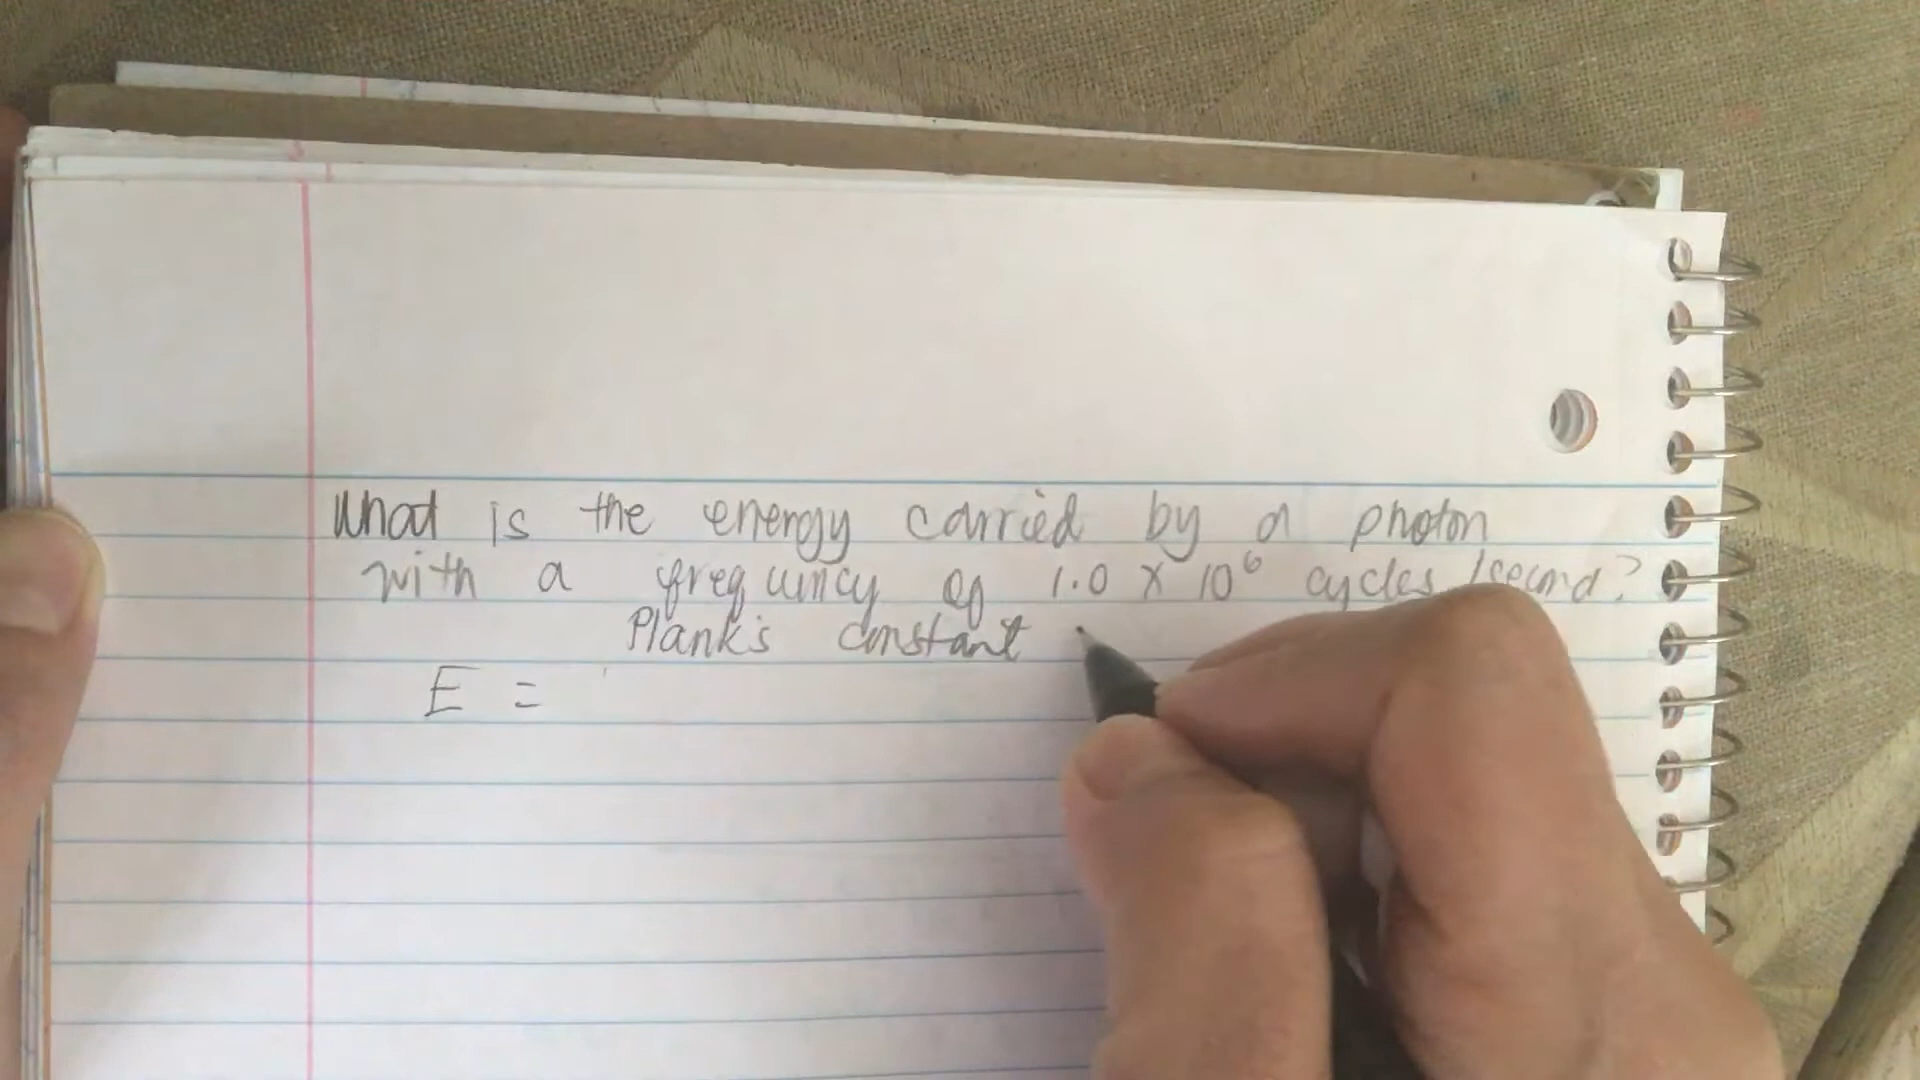 What is the energy carried by a photon
with a frequency of 1.0 x 10⁶ cycles/second?
Plank's constant
E =